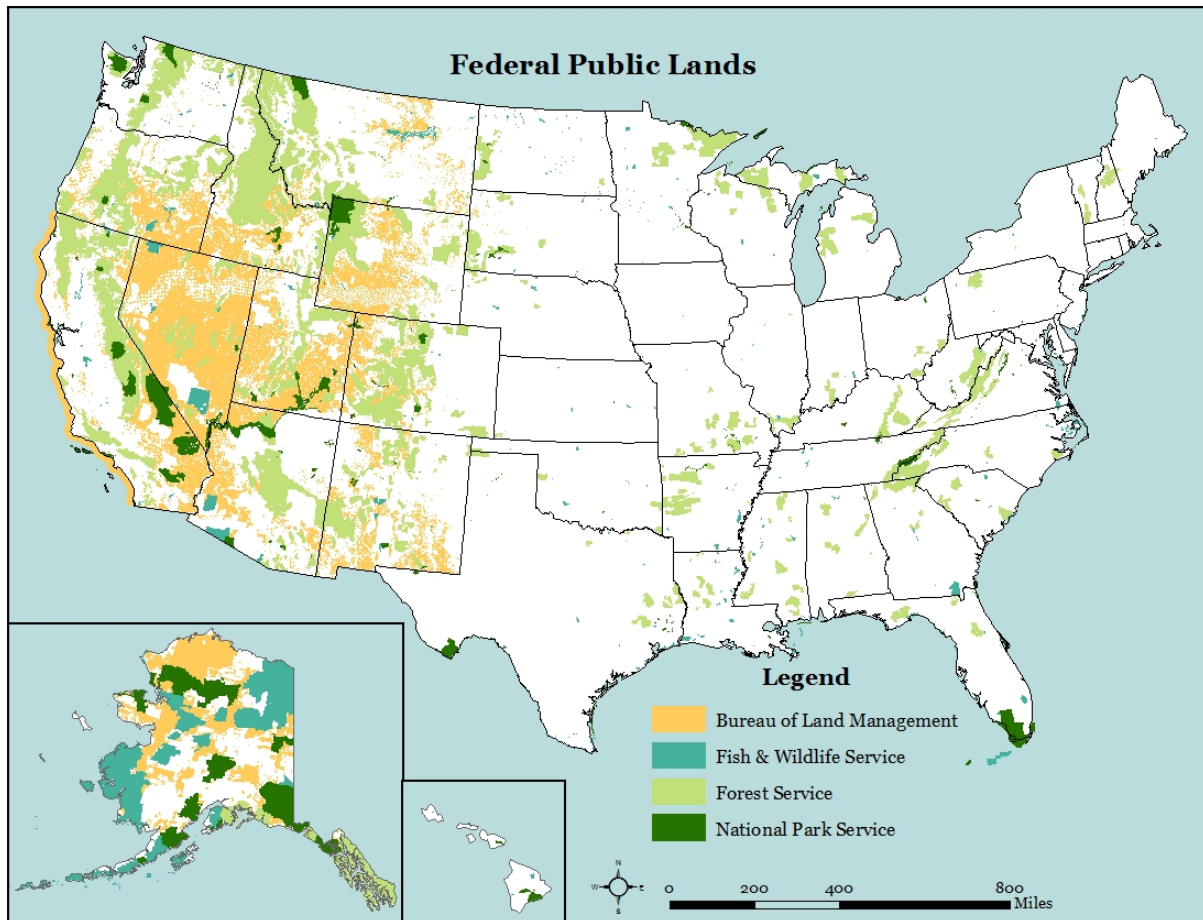 Federal Public Lands
Legend
Bureau of Land Management
Fish & Wildlife Service
Forest Service
National Park Service
N
W
E
S
0 200 400 800
Miles